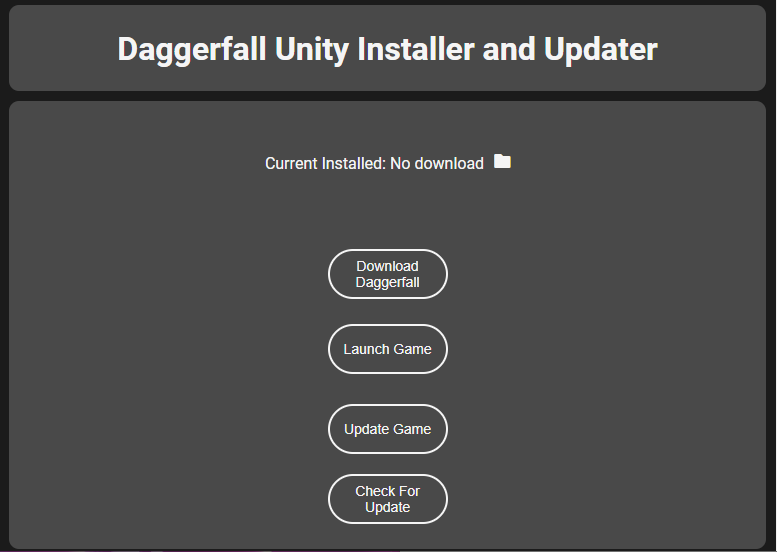 Daggerfall Unity Installer and Updater
Current Installed: No download
Download
Daggerfall
Launch Game
Update Game
Check For
Update